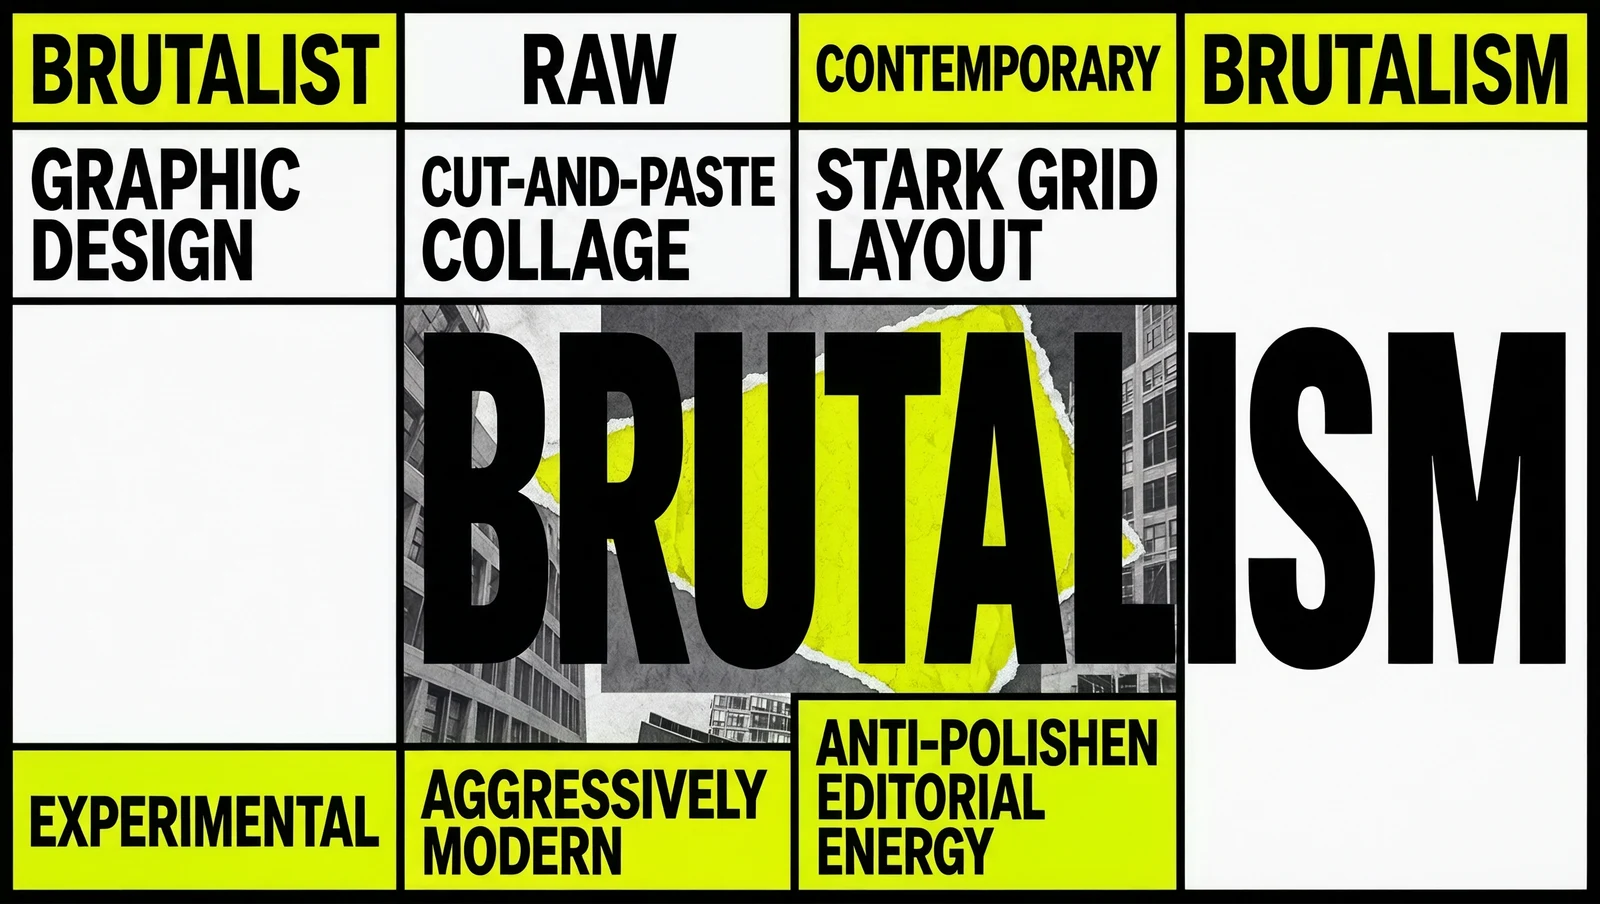 BRUTALIST
RAW
CONTEMPORARY
BRUTALISM
GRAPHIC
DESIGN
CUT-AND-PASTE
COLLAGE
STARK GRID
LAYOUT
BRUTALISM
EXPERIMENTAL
AGGRESSIVELY
MODERN
ANTI-POLISHEN
EDITORIAL
ENERGY